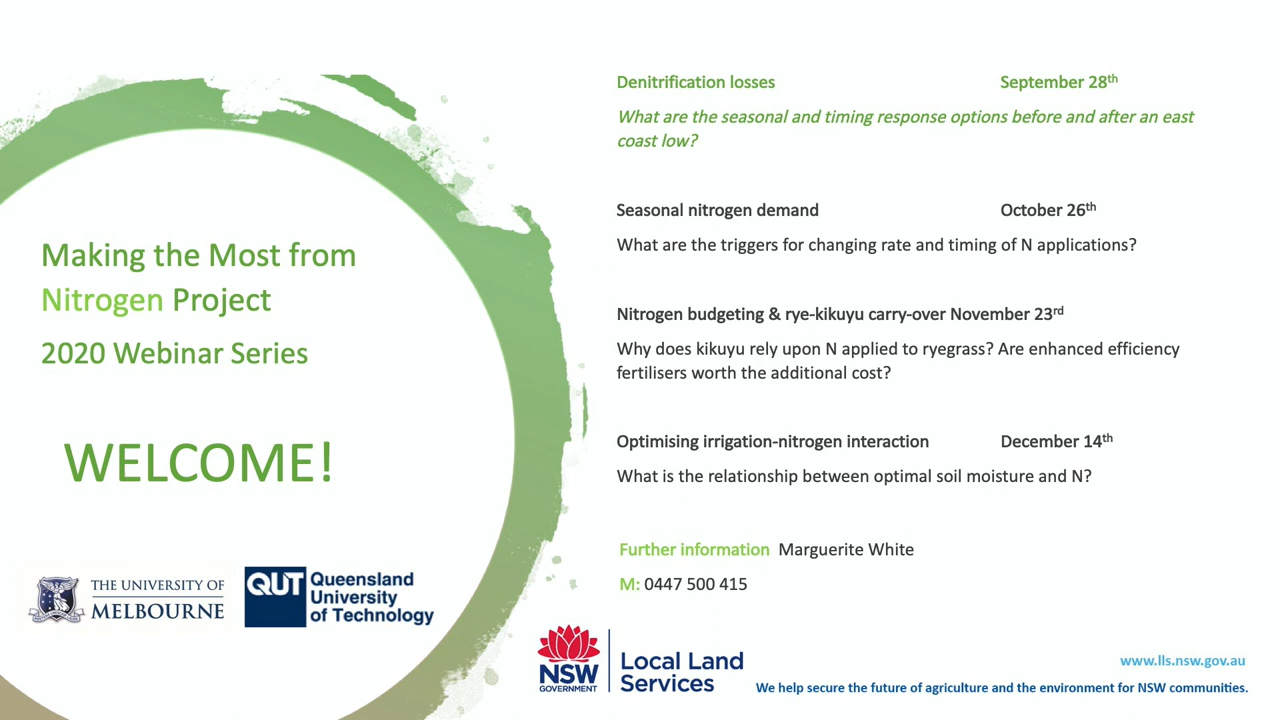 Making the Most from
Nitrogen Project
2020 Webinar Series
WELCOME!
THE UNIVERSITY OF
MELBOURNE
QUT
Queensland
University
of Technology
Denitrification losses September 28th
What are the seasonal and timing response options before and after an east
coast low?
Seasonal nitrogen demand October 26th
What are the triggers for changing rate and timing of N applications?
Nitrogen budgeting & rye-kikuyu carry-over November 23rd
Why does kikuyu rely upon N applied to ryegrass? Are enhanced efficiency
fertilisers worth the additional cost?
Optimising irrigation-nitrogen interaction December 14th
What is the relationship between optimal soil moisture and N?
Further information Marguerite White
M: 0447 500 415
NSW
GOVERNMENT
Local Land
Services
www.lls.nsw.gov.au
We help secure the future of agriculture and the environment for NSW communities.